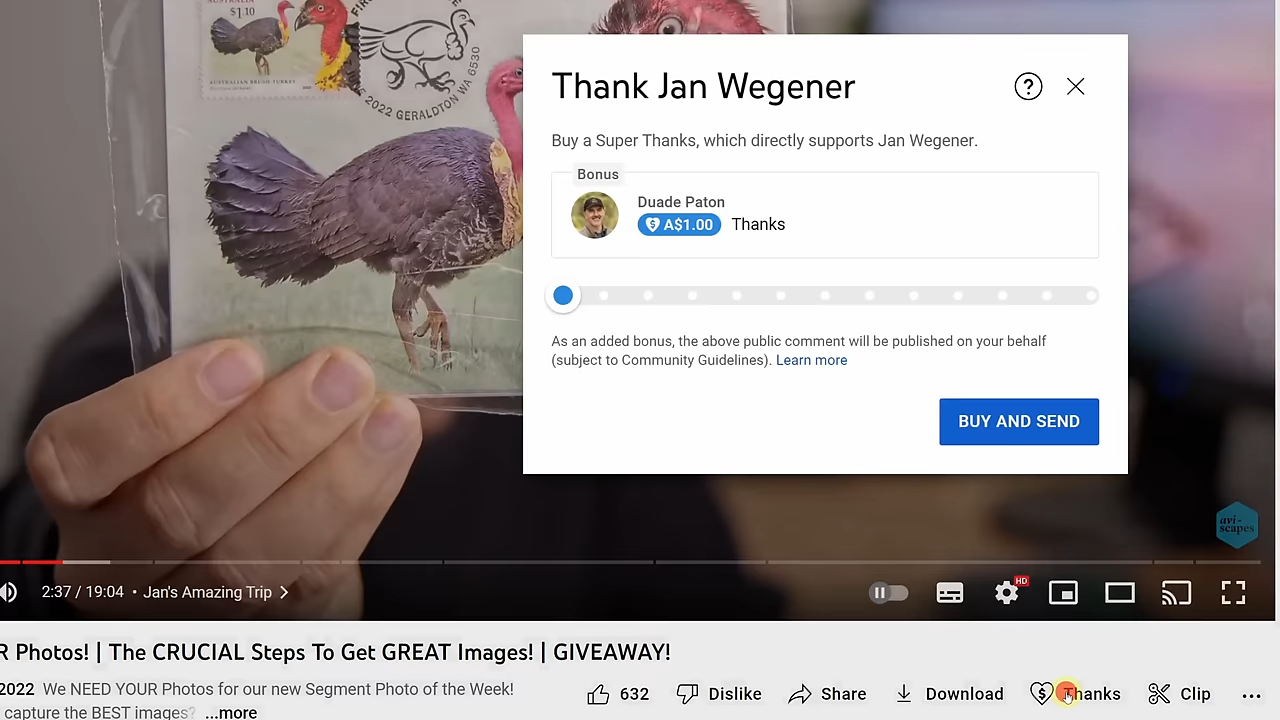 $1.10
AUSTRALIAN BRUSH TURKEY
2022 GERALDTON WA 6530
Thank Jan Wegener
Buy a Super Thanks, which directly supports Jan Wegener.
Bonus
Duade Paton
A$1.00 Thanks
As an added bonus, the above public comment will be published on your behalf
(subject to Community Guidelines). Learn more
BUY AND SEND
avi-
scapes
2:37 / 19:04 • Jan's Amazing Trip
HD
R Photos! | The CRUCIAL Steps To Get GREAT Images! | GIVEAWAY!
2022 We NEED YOUR Photos for our new Segment Photo of the Week!
capture the BEST images? ...more
632 Dislike Share Download Thanks Clip